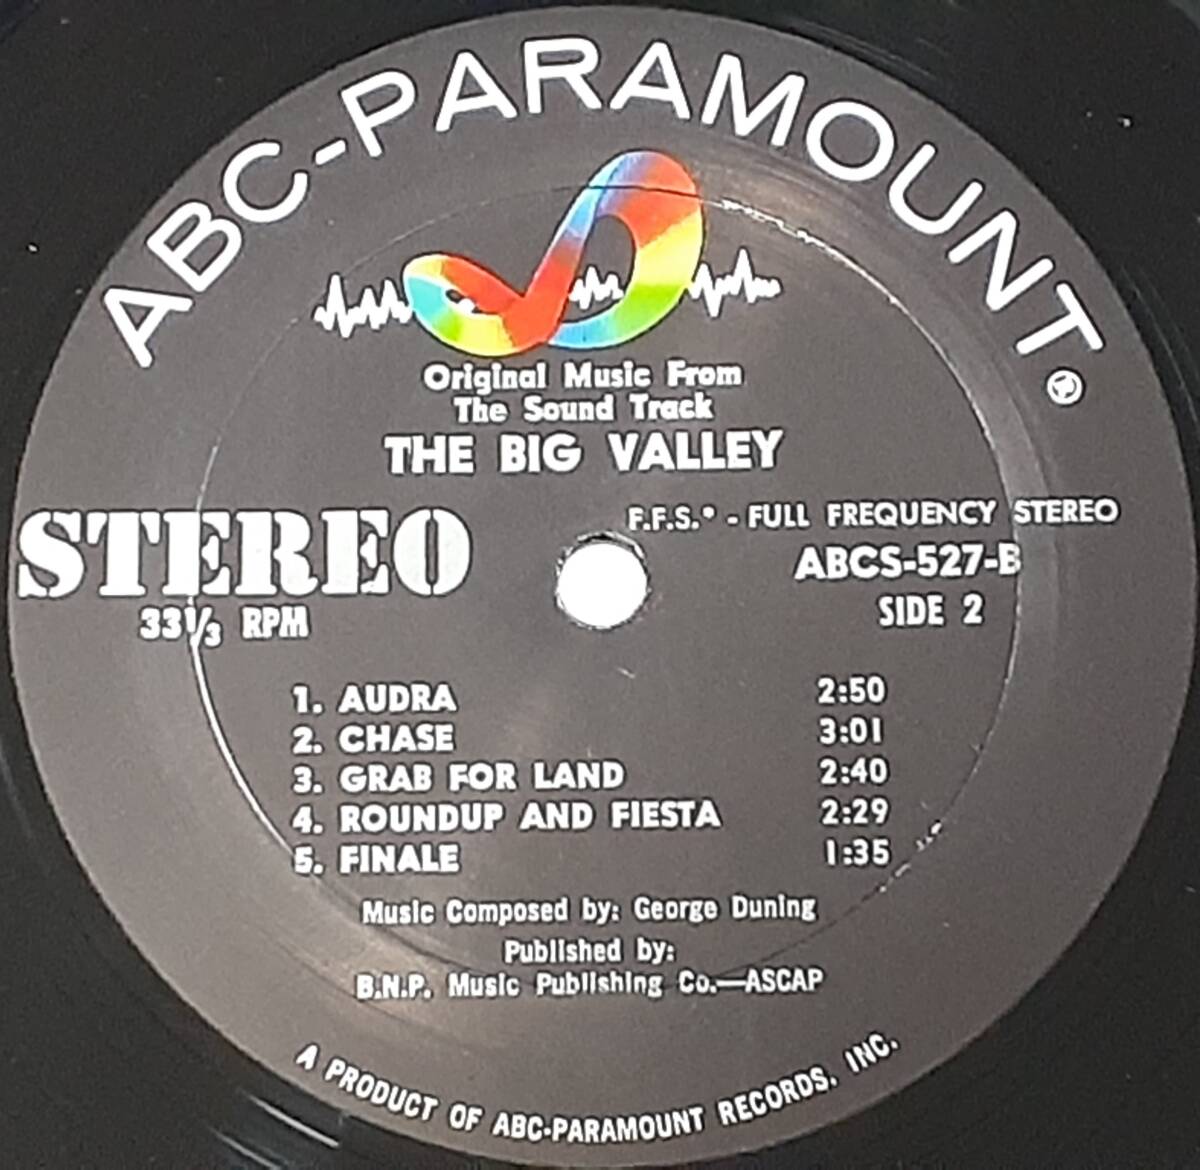 ABC-PARAMOUNT®
Original Music From
The Sound Track
THE BIG VALLEY
STEREO
33⅓ RPM
F.F.S.® - FULL FREQUENCY STEREO
ABCS-527-B
SIDE 2
1. AUDRA 2:50
2. CHASE 3:01
3. GRAB FOR LAND 2:40
4. ROUNDUP AND FIESTA 2:29
5. FINALE 1:35
Music Composed by: George Duning
Published by:
B.N.P. Music Publishing Co.—ASCAP
A PRODUCT OF ABC-PARAMOUNT RECORDS, INC.